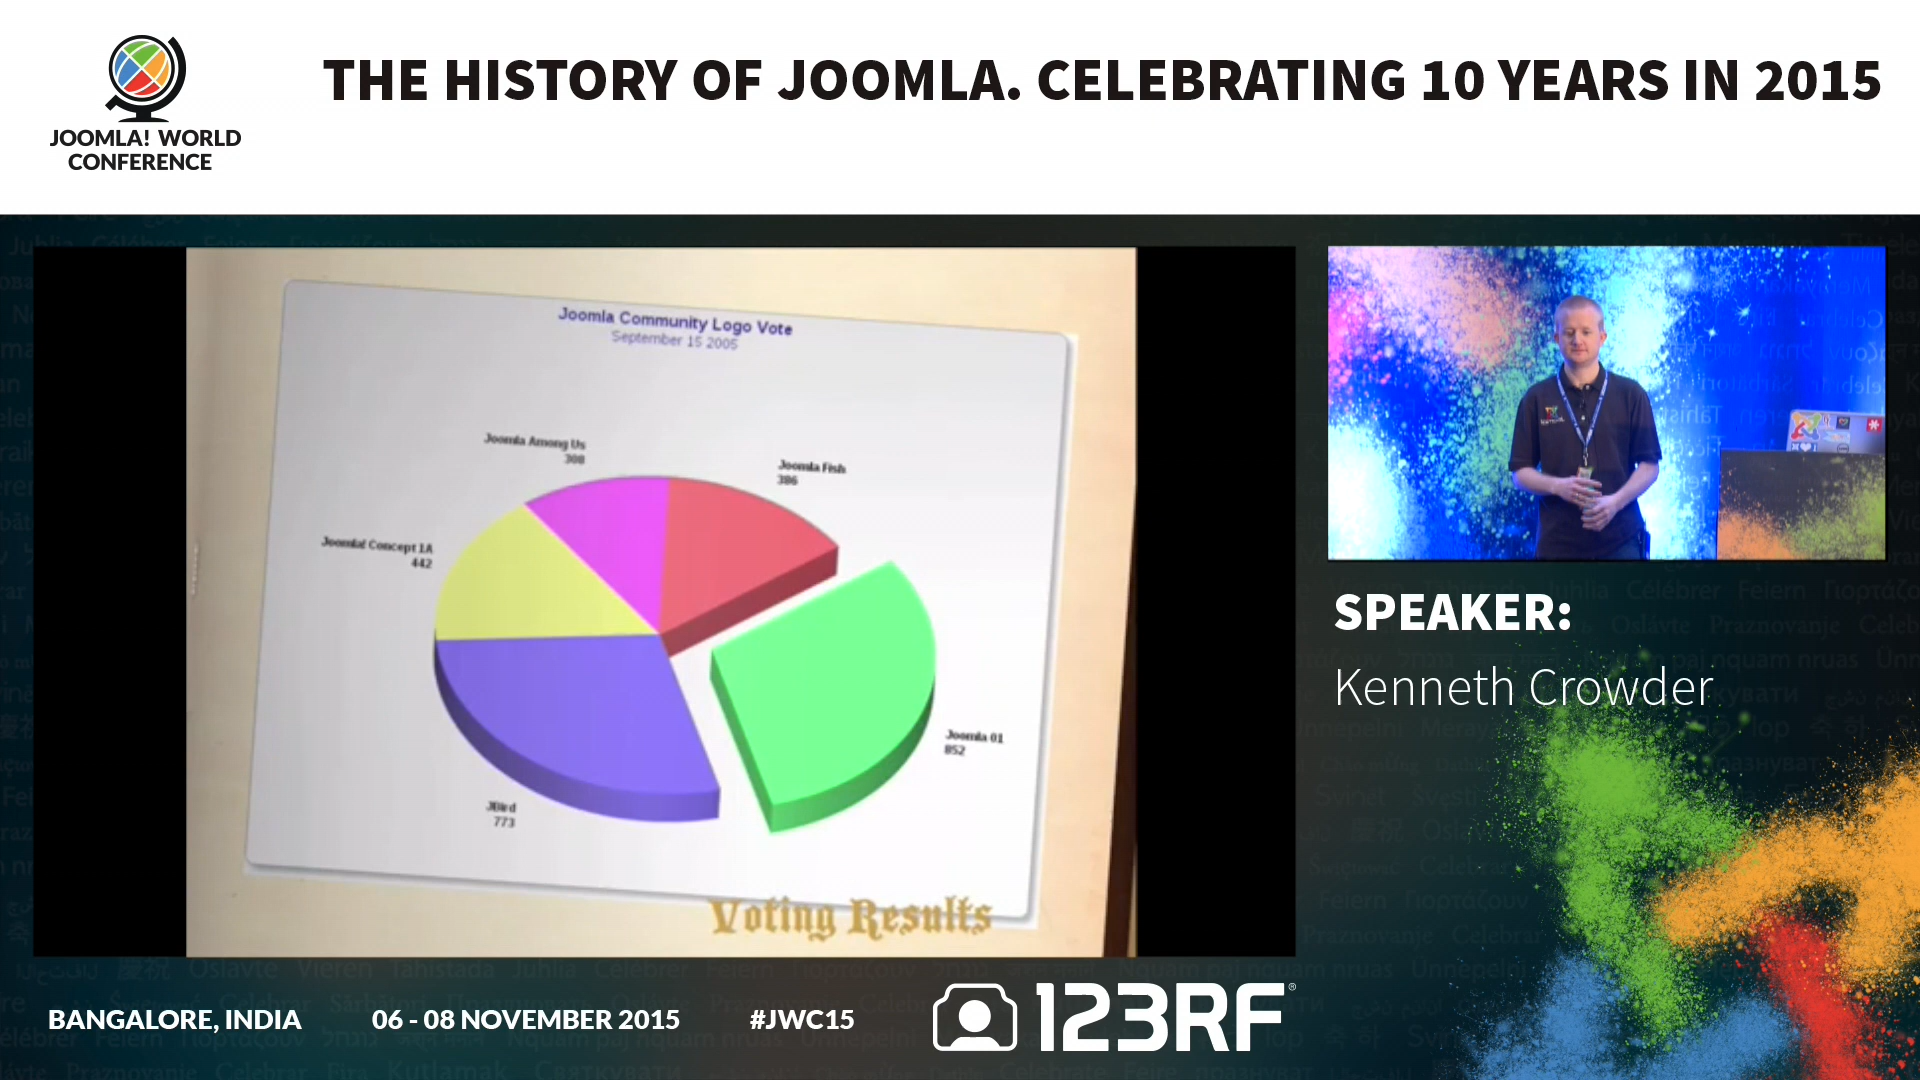 THE HISTORY OF JOOMLA. CELEBRATING 10 YEARS IN 2015
JOOMLA! WORLD
CONFERENCE
Joomla Community Logo Vote
September 15 2005
Joomla Among Us
308
Joomla Fish
386
Joomla! Concept 1A
442
Joomla 01
852
JBird
773
Voting Results
SPEAKER:
Kenneth Crowder
BANGALORE, INDIA
06 - 08 NOVEMBER 2015
#JWC15
123RF®